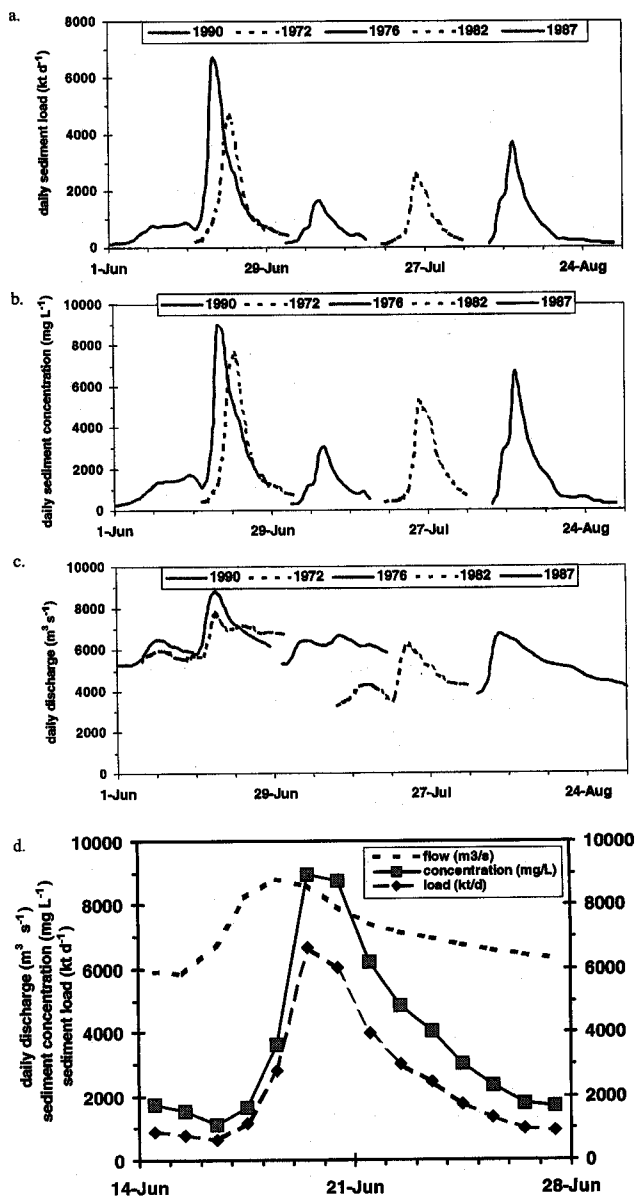 a.
daily sediment load (kt d⁻¹)
8000
6000
4000
2000
0
1990 1972 1976 1982 1987
1-Jun 29-Jun 27-Jul 24-Aug
b.
daily sediment concentration (mg L⁻¹)
10000
8000
6000
4000
2000
0
1990 1972 1976 1982 1987
1-Jun 29-Jun 27-Jul 24-Aug
c.
daily discharge (m³ s⁻¹)
10000
8000
6000
4000
2000
0
1990 1972 1976 1982 1987
1-Jun 29-Jun 27-Jul 24-Aug
d.
daily discharge (m³ s⁻¹)
sediment concentration (mg L⁻¹)
sediment load (kt d⁻¹)
10000
8000
6000
4000
2000
0
flow (m3/s)
concentration (mg/L)
load (kt/d)
10000
8000
6000
4000
2000
0
14-Jun 21-Jun 28-Jun